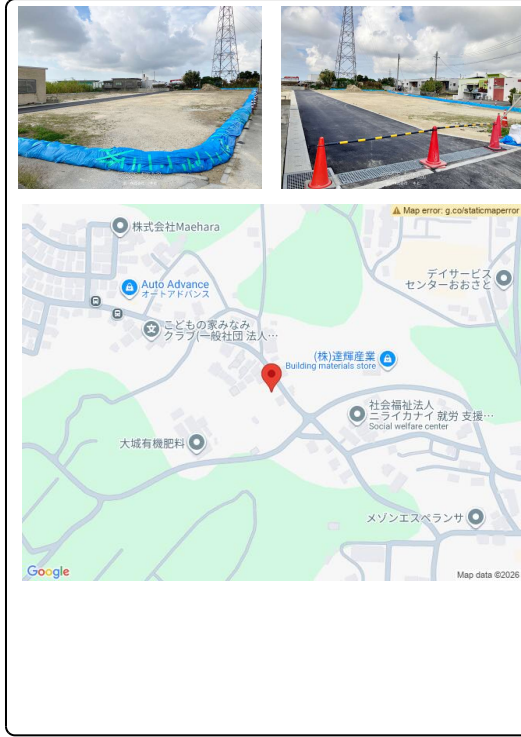 Map error: g.co/staticmaperror
株式会社Maehara
デイサービス
センターおおさと
Auto Advance
オートアドバンス
こどもの家みなみ
クラブ(一般社団 法人…
(株)達輝産業
Building materials store
社会福祉法人
ニライカナイ 就労 支援…
Social welfare center
大城有機肥料
メゾンエスペランサ
Google
Map data ©2026